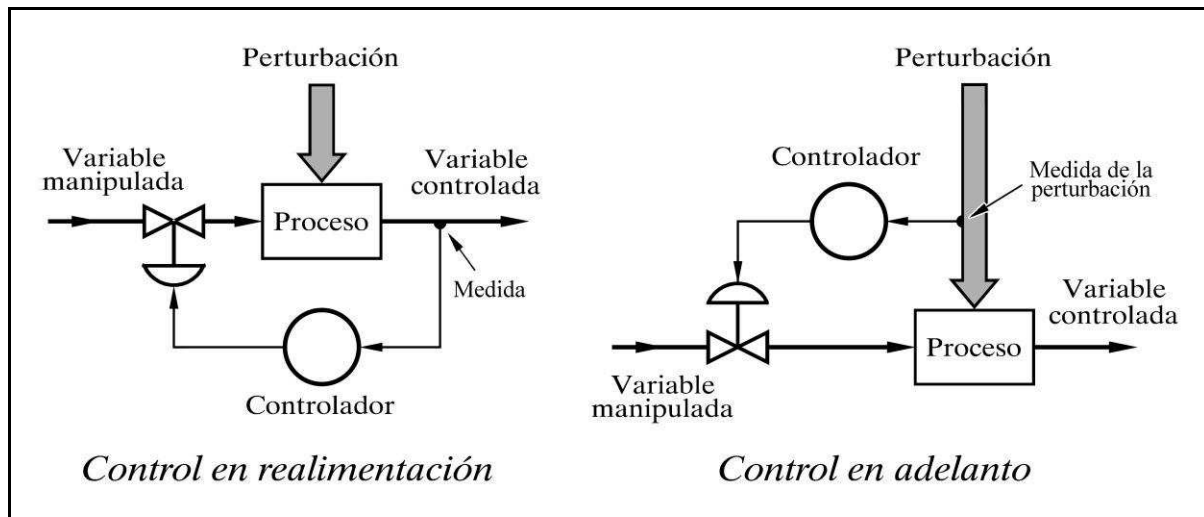 Perturbación
Variable
manipulada
Variable
controlada
Proceso
Medida
Controlador
Control en realimentación
Perturbación
Controlador
Medida de la
perturbación
Variable
controlada
Proceso
Variable
manipulada
Control en adelanto